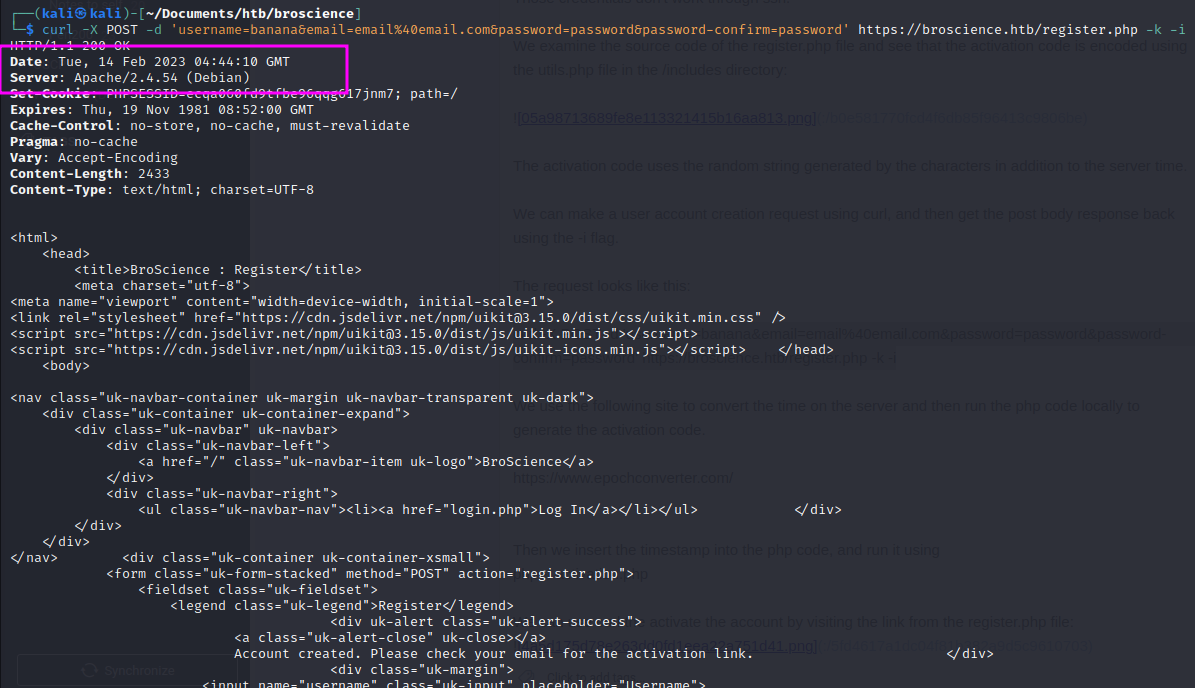 ┌──(kali㉿kali)-[~/Documents/htb/broscience]
└─$ curl -X POST -d 'username=banana&email=email%40email.com&password=password&password-confirm=password' https://broscience.htb/register.php -k -i
HTTP/1.1 200 OK
Date: Tue, 14 Feb 2023 04:44:10 GMT
Server: Apache/2.4.54 (Debian)
Set-Cookie: PHPSESSID=ecqa060fd9tfbe96qqg617jnm7; path=/
Expires: Thu, 19 Nov 1981 08:52:00 GMT
Cache-Control: no-store, no-cache, must-revalidate
Pragma: no-cache
Vary: Accept-Encoding
Content-Length: 2433
Content-Type: text/html; charset=UTF-8
<html>
<head>
<title>BroScience : Register</title>
<meta charset="utf-8">
<meta name="viewport" content="width=device-width, initial-scale=1">
<link rel="stylesheet" href="https://cdn.jsdelivr.net/npm/uikit@3.15.0/dist/css/uikit.min.css" />
<script src="https://cdn.jsdelivr.net/npm/uikit@3.15.0/dist/js/uikit.min.js"></script>
<script src="https://cdn.jsdelivr.net/npm/uikit@3.15.0/dist/js/uikit-icons.min.js"></script> </head>
<body>
<nav class="uk-navbar-container uk-margin uk-navbar-transparent uk-dark">
<div class="uk-container uk-container-expand">
<div class="uk-navbar" uk-navbar>
<div class="uk-navbar-left">
<a href="/" class="uk-navbar-item uk-logo">BroScience</a>
</div>
<div class="uk-navbar-right">
<ul class="uk-navbar-nav"><li><a href="login.php">Log In</a></li></ul> </div>
</div>
</div>
</nav> <div class="uk-container uk-container-xsmall">
<form class="uk-form-stacked" method="POST" action="register.php">
<fieldset class="uk-fieldset">
<legend class="uk-legend">Register</legend>
<div uk-alert class="uk-alert-success">
<a class="uk-alert-close" uk-close></a>
Account created. Please check your email for the activation link. </div>
<div class="uk-margin">
<input name="username" class="uk-input" placeholder="Username">
We examine the source code of the register.php file and see that the activation code is encoded using
the utils.php file in the /includes directory.
The activation code uses the random string generated by the characters in addition to the server time
We can make a user account creation request using curl, and then get the post body response back
using the -i flag.
The request looks like this
We use the following site to convert the time on the server and then run the php code locally to
generate the activation code.
https://www.epochconverter.com/
Then we insert the timestamp into the php code, and run it using
activate the account by visiting the link from the register.php file:
Synchronize